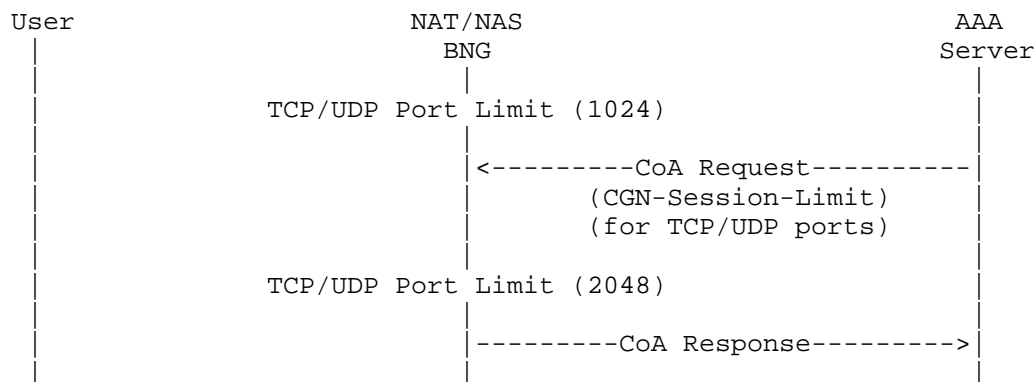 User NAT/NAS AAA
BNG Server
TCP/UDP Port Limit (1024)
<---------CoA Request----------
(CGN-Session-Limit)
(for TCP/UDP ports)
TCP/UDP Port Limit (2048)
---------CoA Response--------->